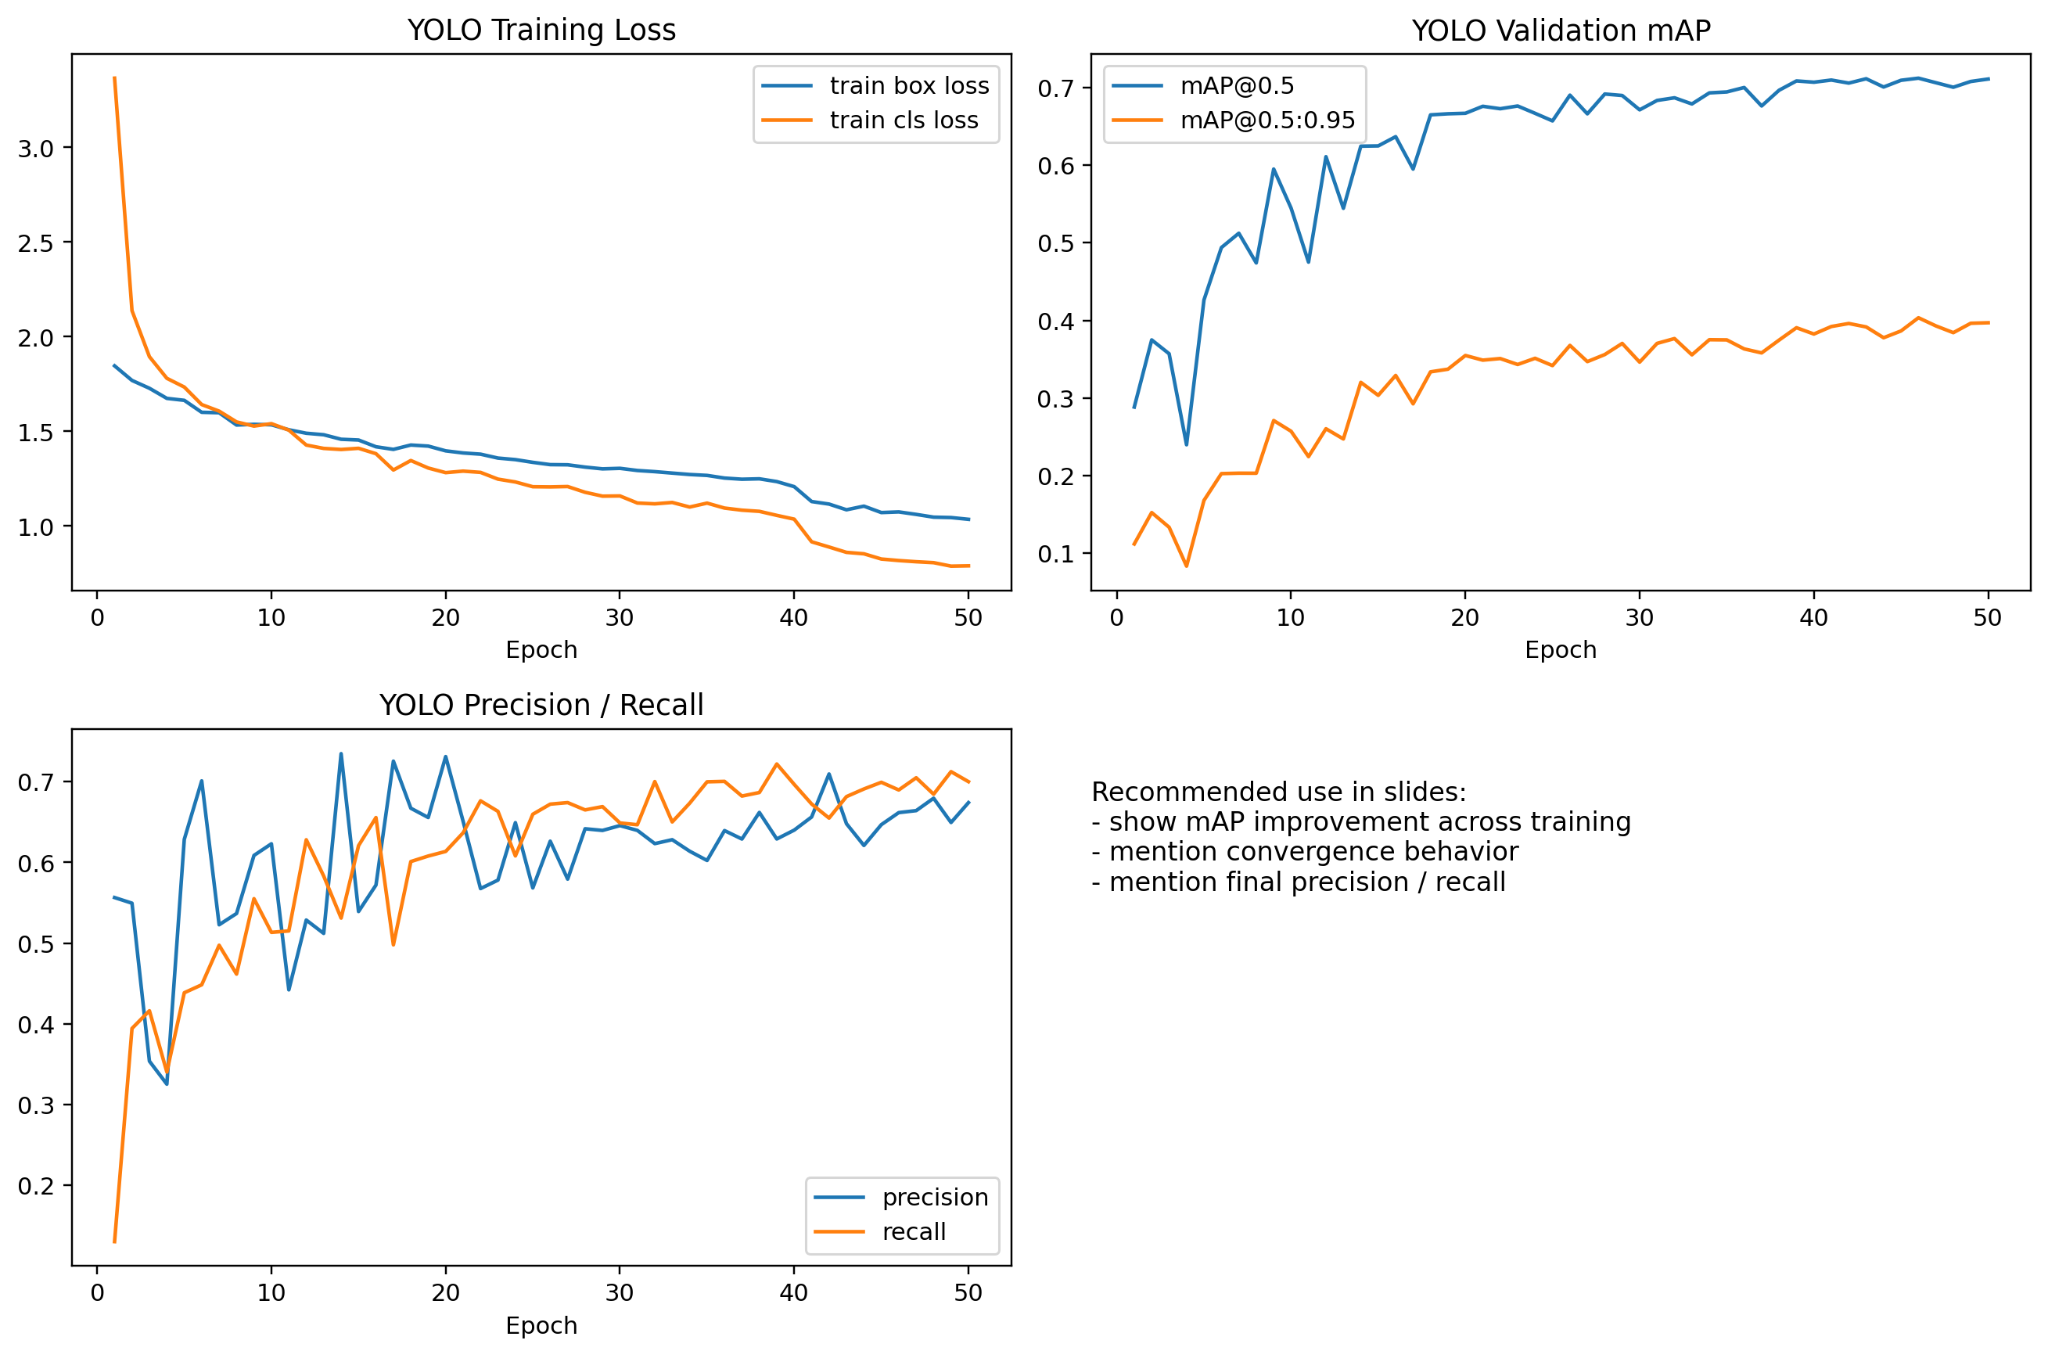 YOLO Training Loss
train box loss
train cls loss
3.0
2.5
2.0
1.5
1.0
0 10 20 30 40 50
Epoch
YOLO Validation mAP
mAP@0.5
mAP@0.5:0.95
0.7
0.6
0.5
0.4
0.3
0.2
0.1
0 10 20 30 40 50
Epoch
YOLO Precision / Recall
0.7
0.6
0.5
0.4
0.3
0.2
precision
recall
0 10 20 30 40 50
Epoch
Recommended use in slides:
- show mAP improvement across training
- mention convergence behavior
- mention final precision / recall